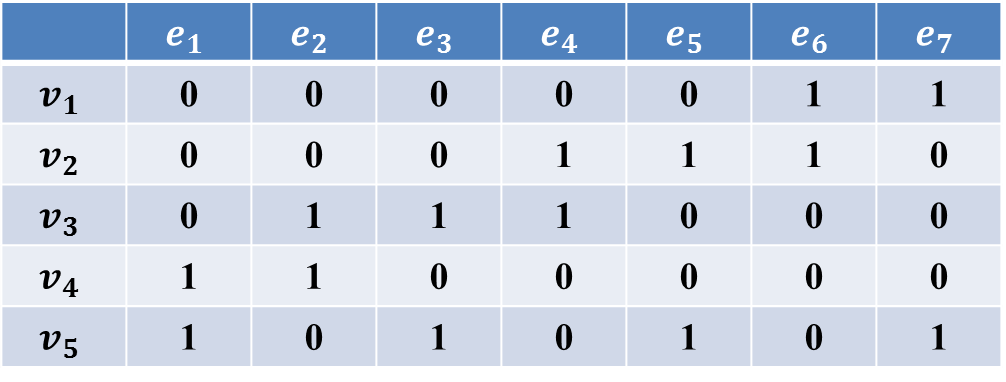 e₁ e₂ e₃ e₄ e₅ e₆ e₇
v₁ 0 0 0 0 0 1 1
v₂ 0 0 0 1 1 1 0
v₃ 0 1 1 1 0 0 0
v₄ 1 1 0 0 0 0 0
v₅ 1 0 1 0 1 0 1